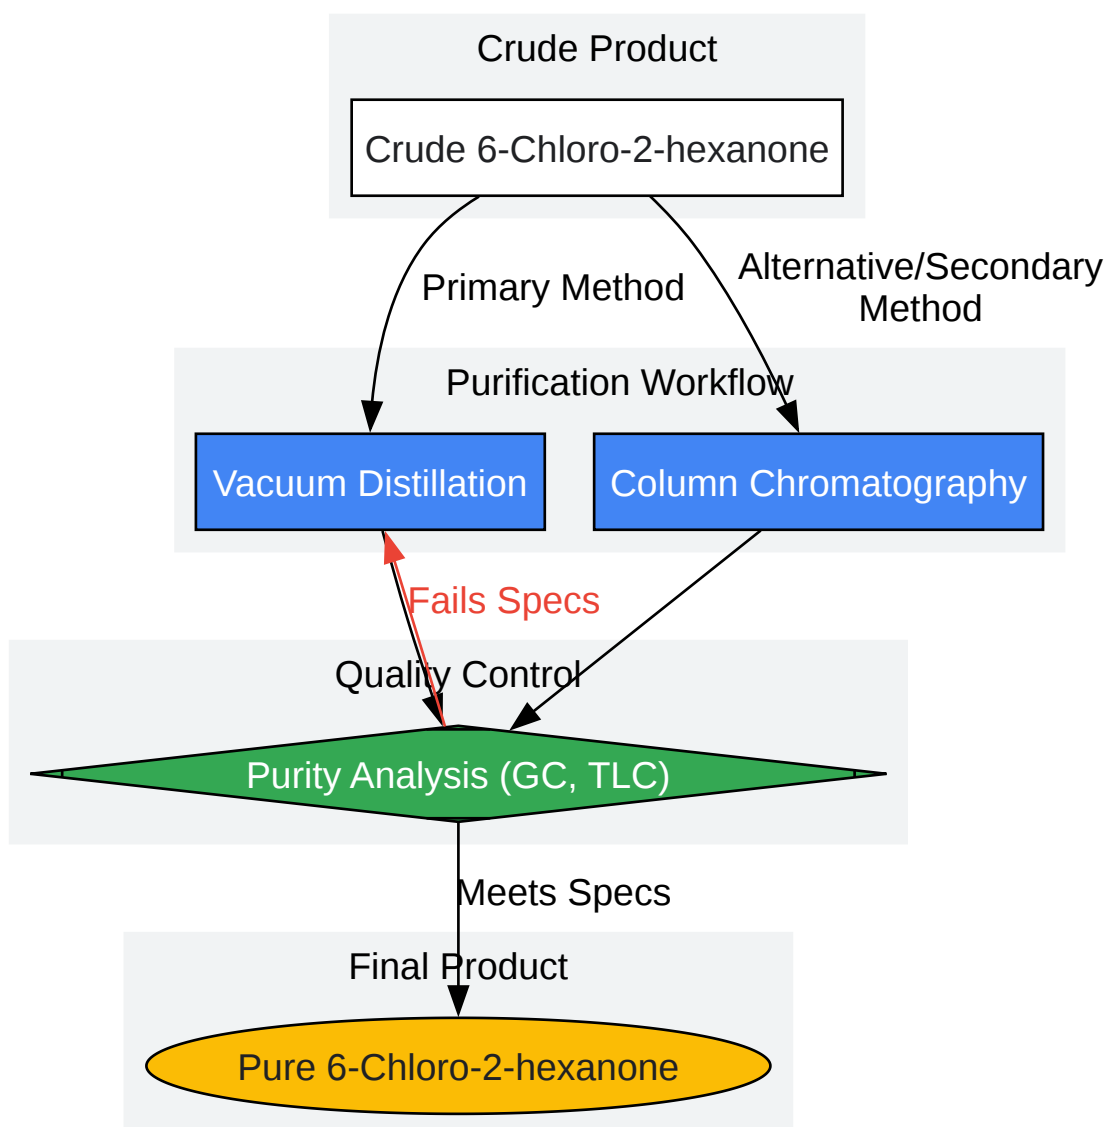 Crude Product
Crude 6-Chloro-2-hexanone
Primary Method
Alternative/Secondary
Method
Purification Workflow
Vacuum Distillation
Column Chromatography
Fails Specs
Quality Control
Purity Analysis (GC, TLC)
Meets Specs
Final Product
Pure 6-Chloro-2-hexanone